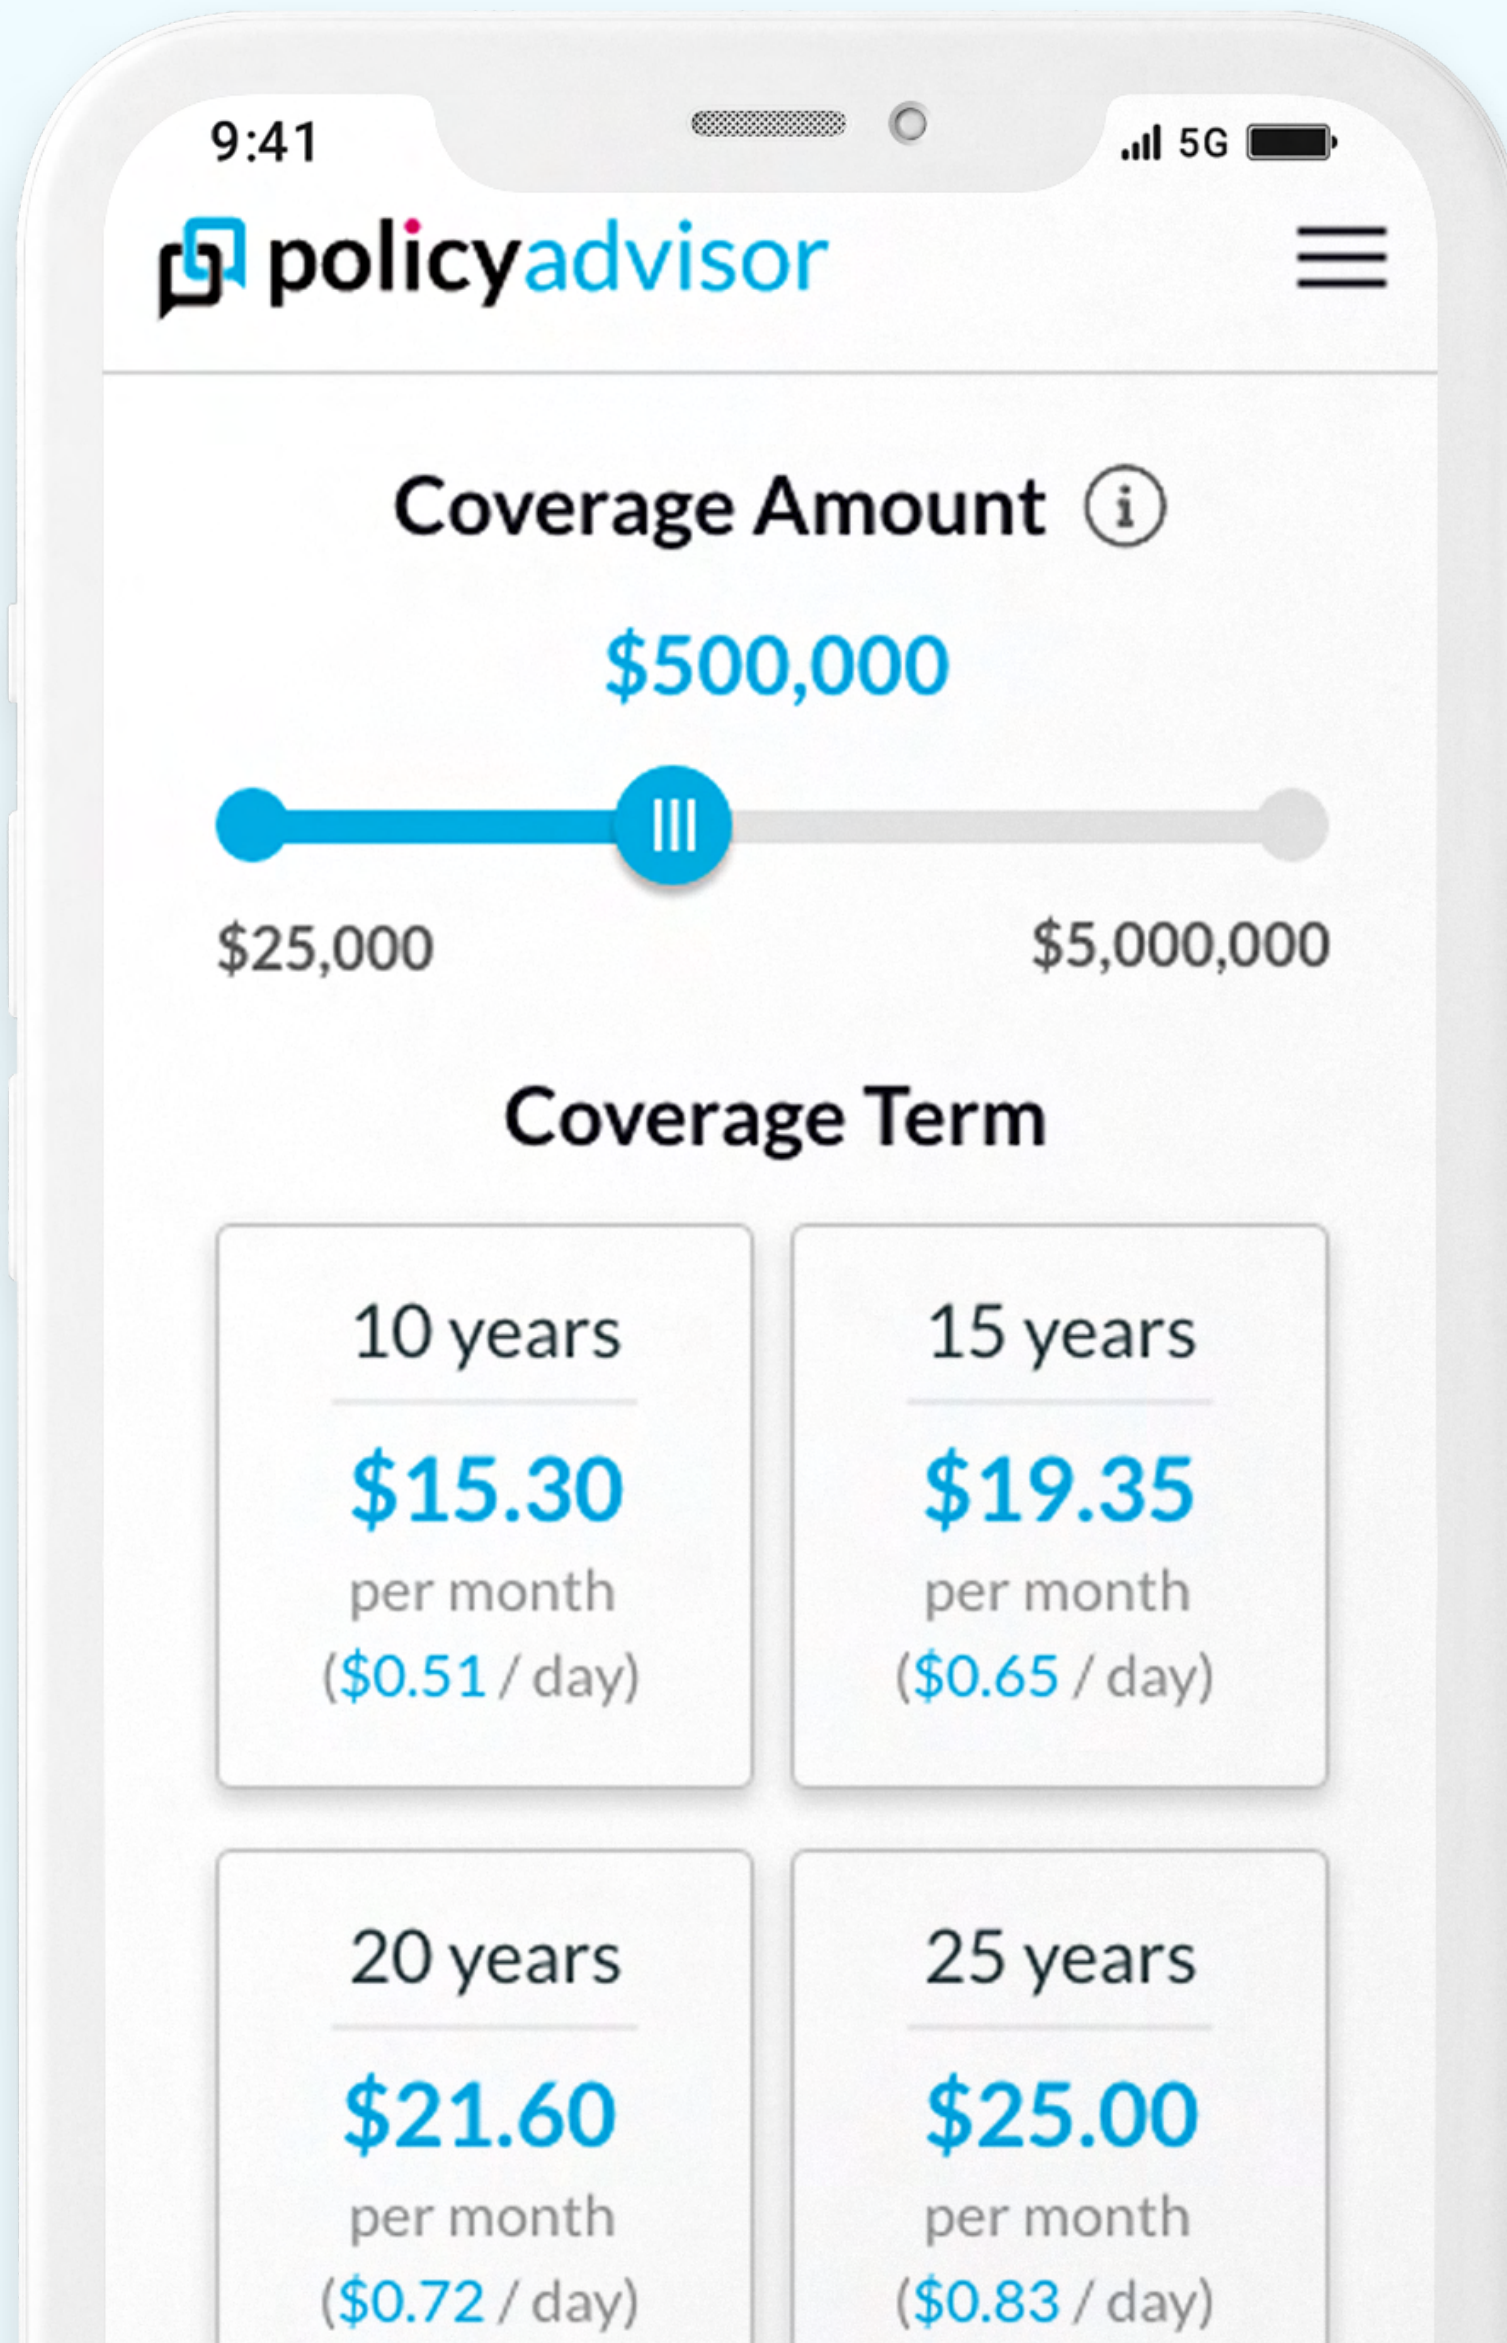 9:41
5G
policyadvisor
Coverage Amount i
$500,000
$25,000 $5,000,000
Coverage Term
10 years 15 years
$15.30 $19.35
per month per month
($0.51 / day) ($0.65 / day)
20 years 25 years
$21.60 $25.00
per month per month
($0.72 / day) ($0.83 / day)